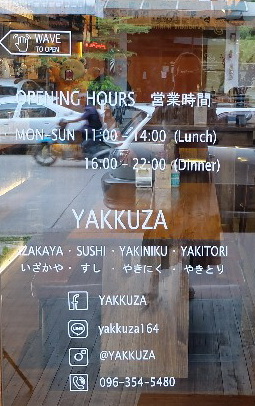 WAVE
TO OPEN
OPENING HOURS 営業時間
MON-SUN 11:00 - 14:00 (Lunch)
16:00 - 22:00 (Dinner)
YAKKUZA
IZAKAYA · SUSHI · YAKINIKU · YAKITORI
いざかや · すし · やきにく · やきとり
YAKKUZA
yakkuza164
@YAKKUZA
096-354-5480